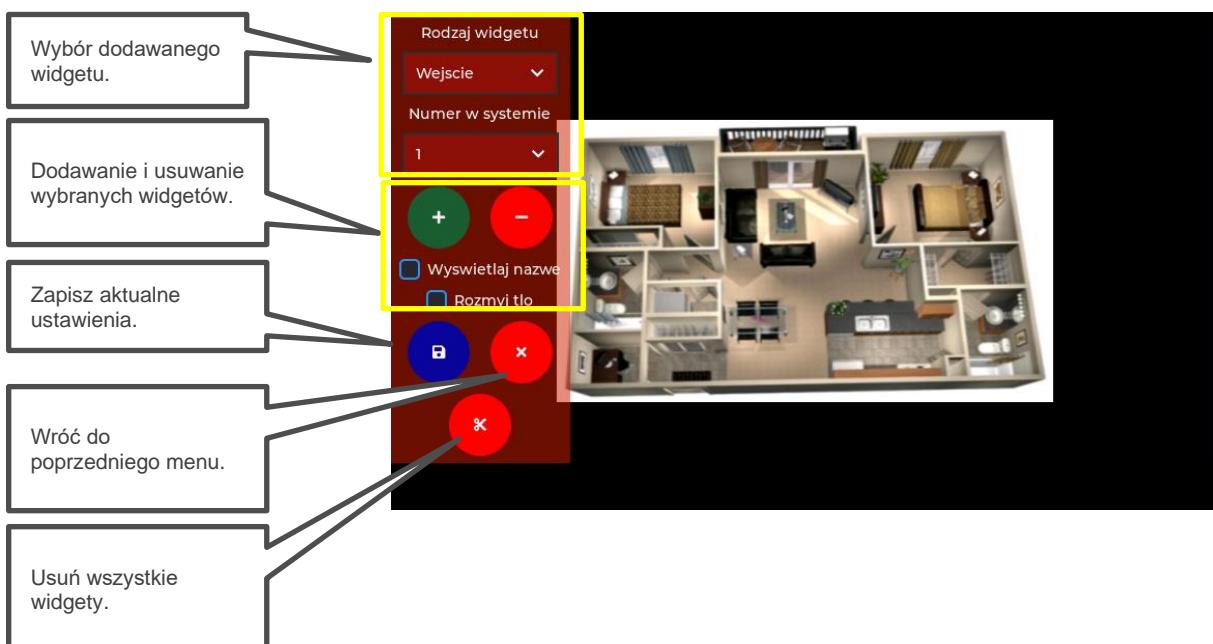 Wybór dodawanego
widgetu.
Dodawanie i usuwanie
wybranych widgetów.
Zapisz aktualne
ustawienia.
Wróć do
poprzedniego menu.
Usuń wszystkie
widgety.
Rodzaj widgetu
Wejscie
Numer w systemie
1
+
−
Wyswietlaj nazwe
Rozmyj tlo